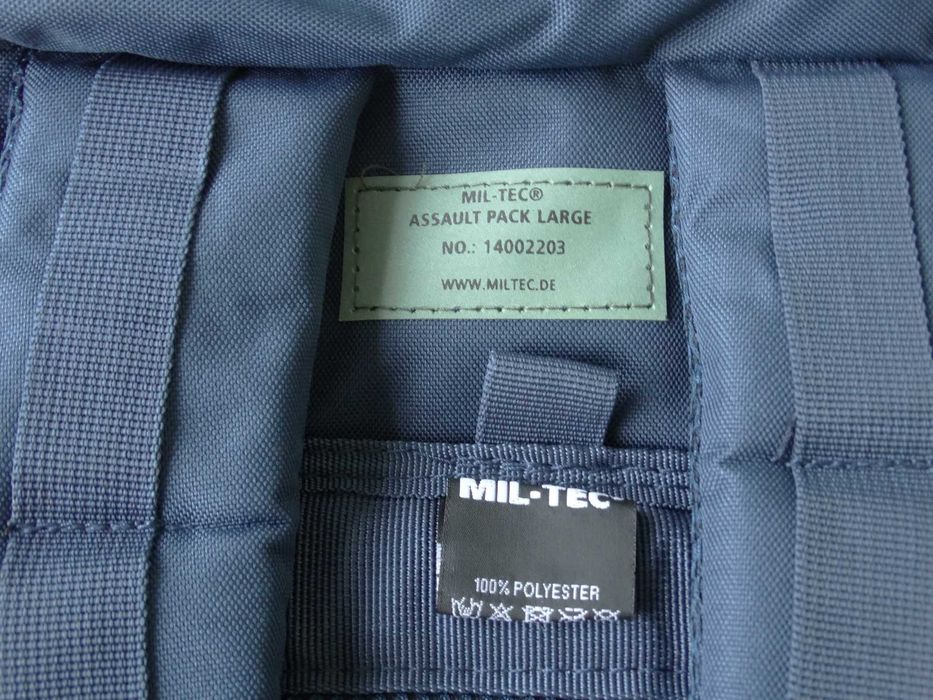 MIL-TEC®
ASSAULT PACK LARGE
NO.: 14002203
WWW.MILTEC.DE
MIL-TEC
100% POLYESTER